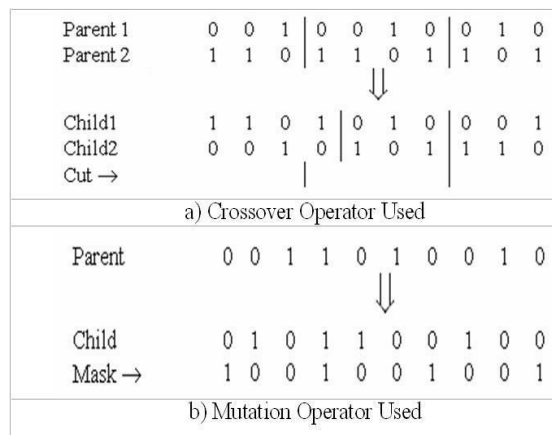 Parent 1 0 0 1 0 0 1 0 0 1 0
Parent 2 1 1 0 1 1 0 1 1 0 1
Child1 1 1 0 1 0 1 0 0 0 1
Child2 0 0 1 0 1 0 1 1 1 0
Cut →
a) Crossover Operator Used
Parent 0 0 1 1 0 1 0 0 1 0
Child 0 1 0 1 1 0 0 1 0 0
Mask → 1 0 0 1 0 0 1 0 0 1
b) Mutation Operator Used